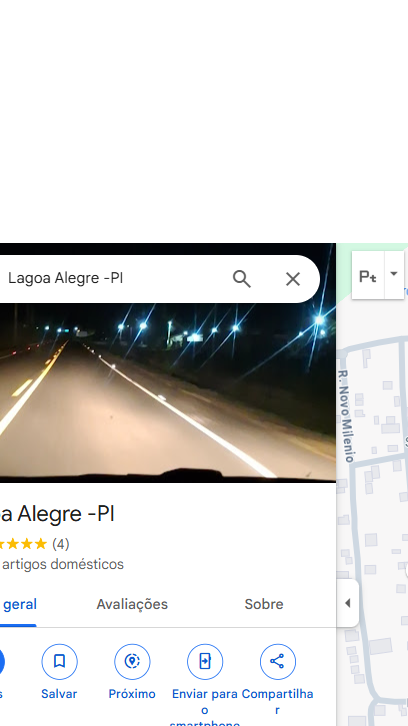 Lagoa Alegre -PI
Pt
R. Novo Milenio
a Alegre -PI
(4)
artigos domésticos
geral
Avaliações
Sobre
Salvar
Próximo
Enviar para o smartphone
Compartilhar